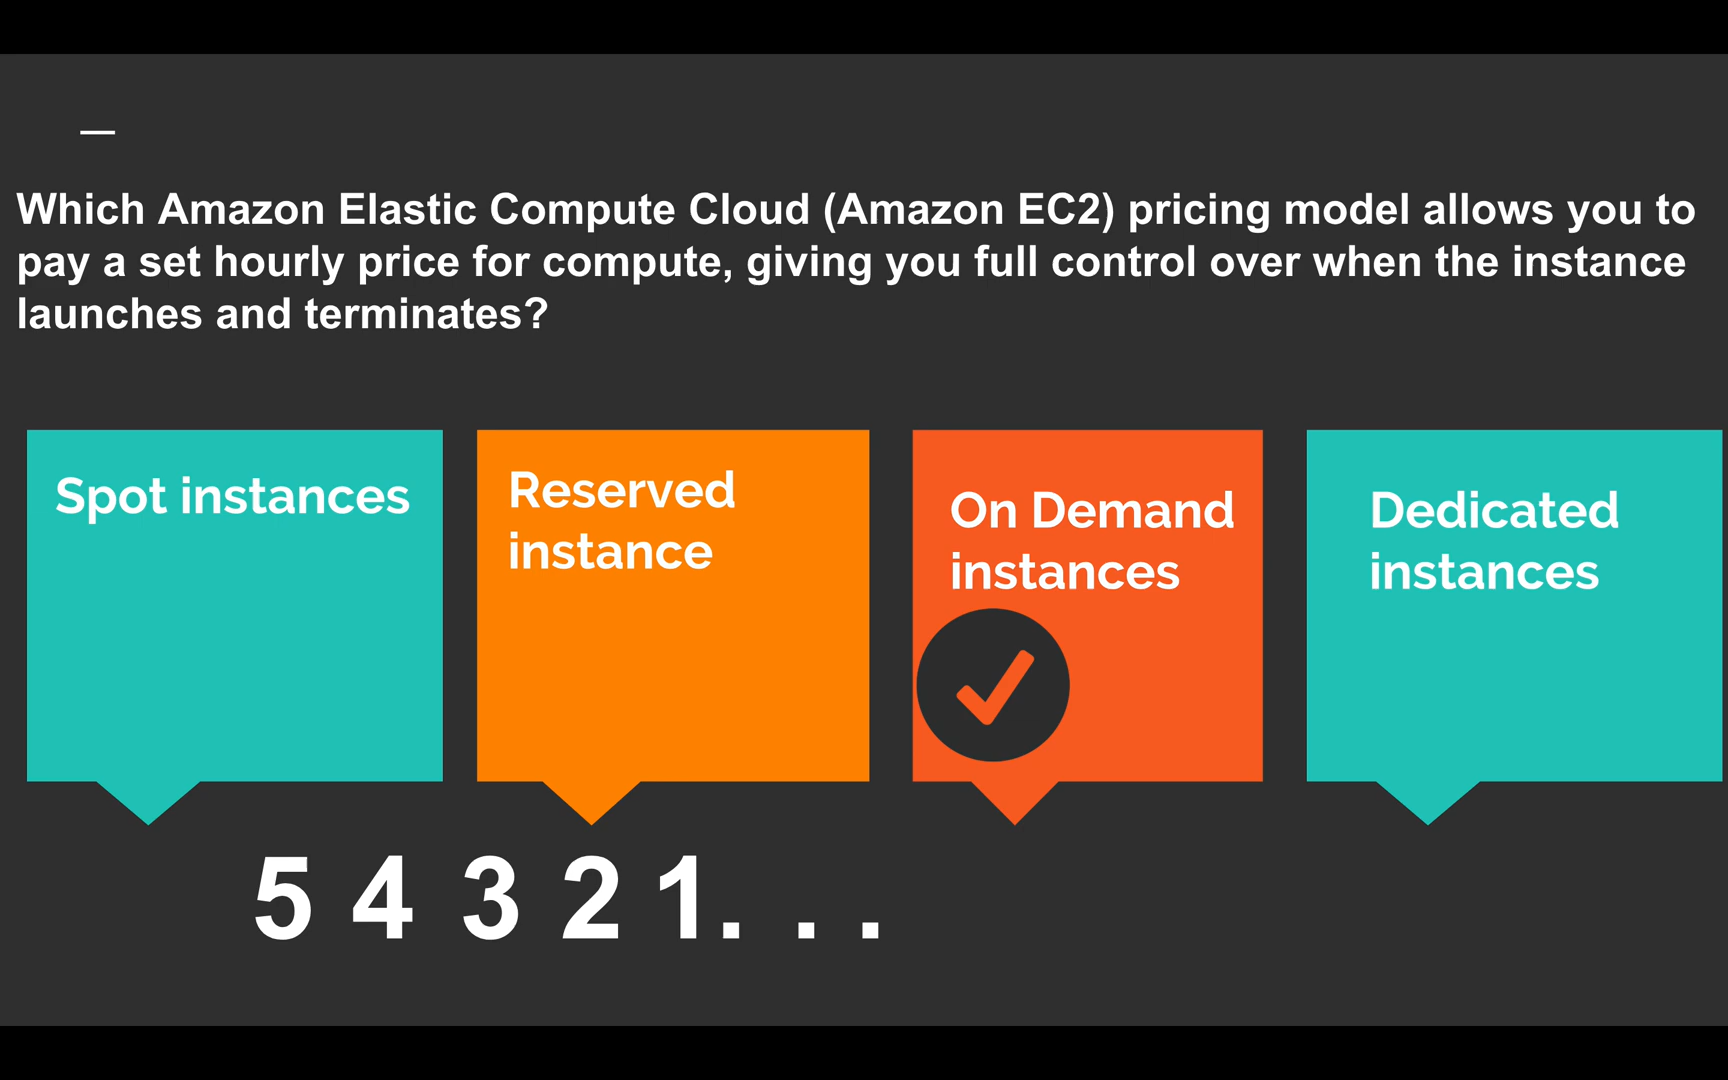 Which Amazon Elastic Compute Cloud (Amazon EC2) pricing model allows you to
pay a set hourly price for compute, giving you full control over when the instance
launches and terminates?
Spot instances
Reserved
instance
On Demand
instances
Dedicated
instances
5 4 3 2 1. . .